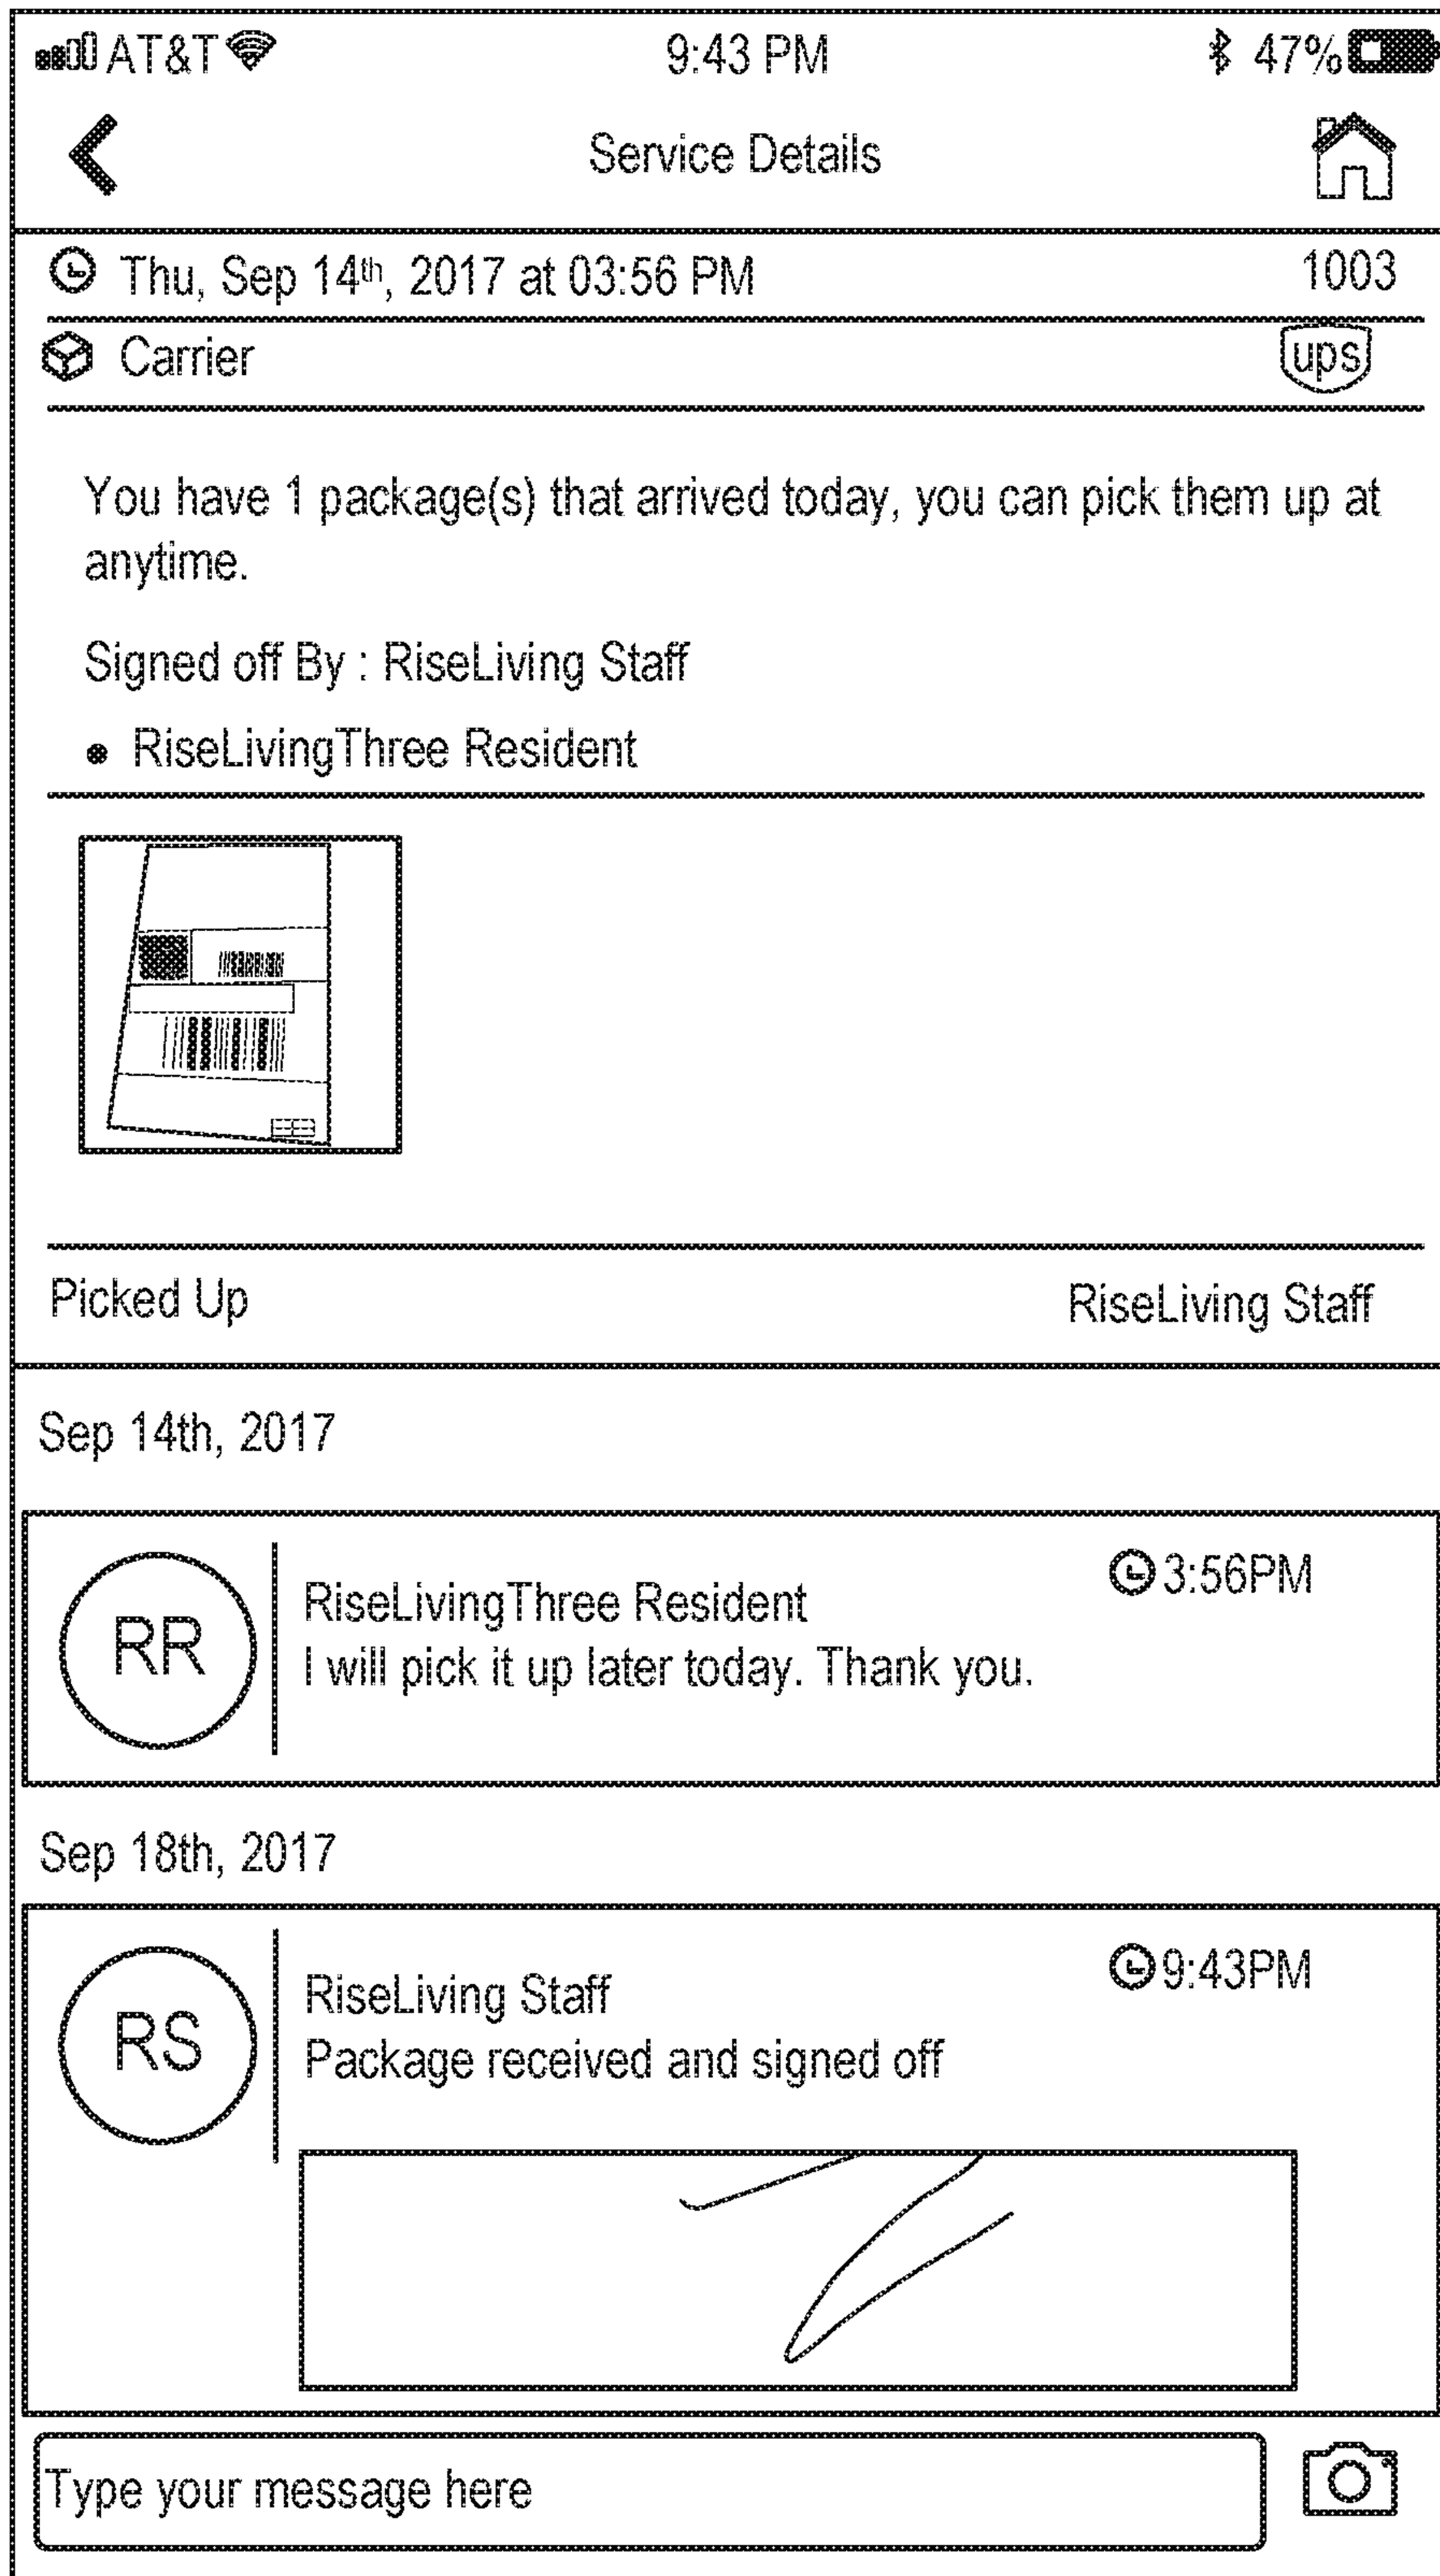 AT&T 9:43 PM 47%
Service Details
Thu, Sep 14th, 2017 at 03:56 PM 1003
Carrier ups
You have 1 package(s) that arrived today, you can pick them up at
anytime.
Signed off By : RiseLiving Staff
• RiseLivingThree Resident
Picked Up RiseLiving Staff
Sep 14th, 2017
3:56PM
RR RiseLivingThree Resident
I will pick it up later today. Thank you.
Sep 18th, 2017
9:43PM
RS RiseLiving Staff
Package received and signed off
Type your message here